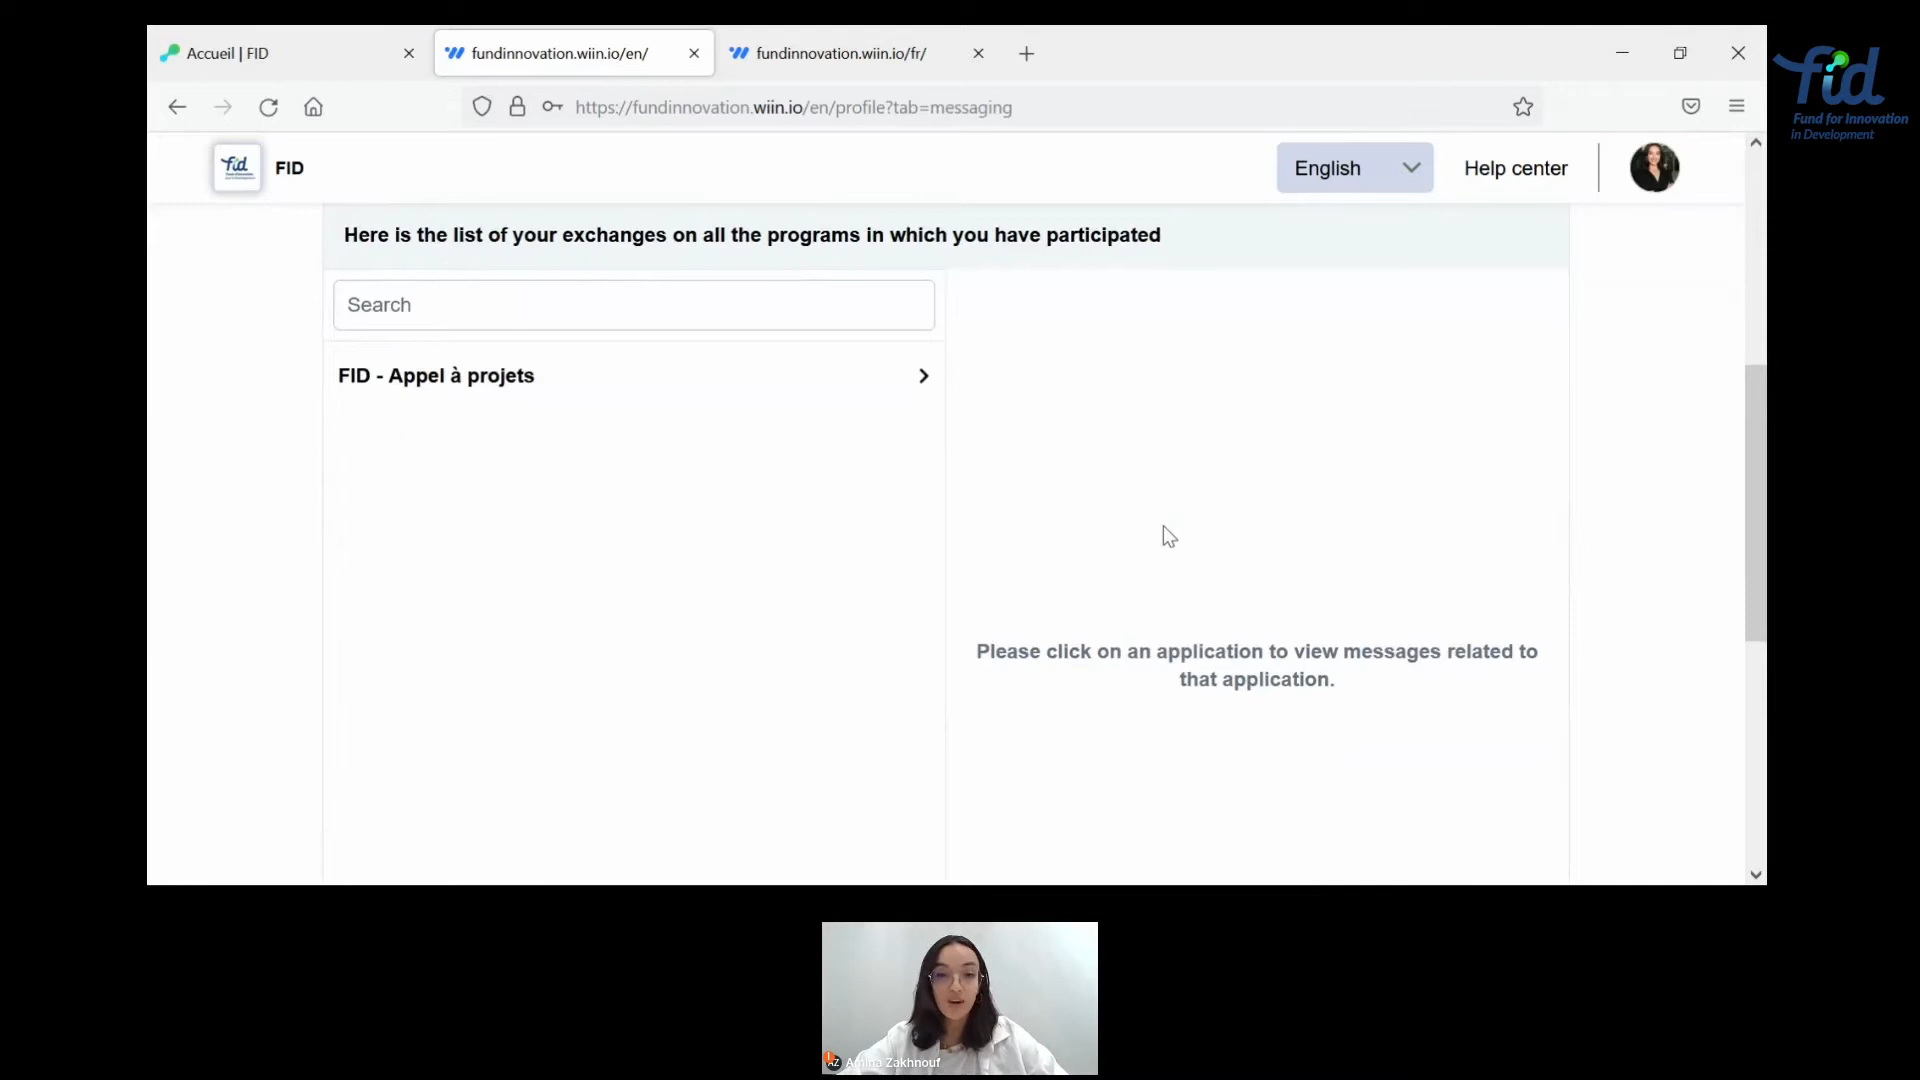 Accueil | FID
fundinnovation.wiin.io/en/
fundinnovation.wiin.io/fr/
https://fundinnovation.wiin.io/en/profile?tab=messaging
fid
Fund for Innovation
in Development
fid
FID
English
Help center
Here is the list of your exchanges on all the programs in which you have participated
Search
FID - Appel à projets
Please click on an application to view messages related to
that application.
AZ
Amina Zakhnouf